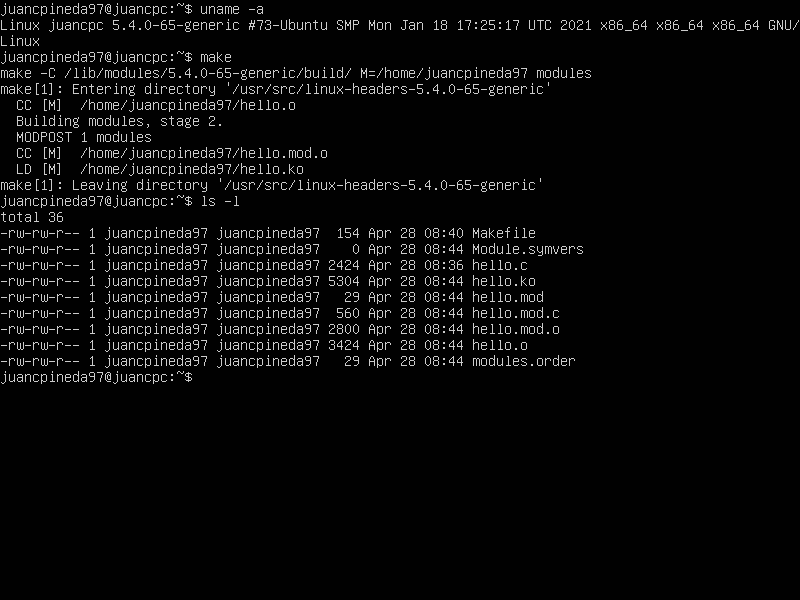 juancpineda97@juancpc:~$ uname -a
Linux juancpc 5.4.0-65-generic #73-Ubuntu SMP Mon Jan 18 17:25:17 UTC 2021 x86_64 x86_64 x86_64 GNU/
Linux
juancpineda97@juancpc:~$ make
make -C /lib/modules/5.4.0-65-generic/build/ M=/home/juancpineda97 modules
make[1]: Entering directory '/usr/src/linux-headers-5.4.0-65-generic'
  CC [M]  /home/juancpineda97/hello.o
  Building modules, stage 2.
  MODPOST 1 modules
  CC [M]  /home/juancpineda97/hello.mod.o
  LD [M]  /home/juancpineda97/hello.ko
make[1]: Leaving directory '/usr/src/linux-headers-5.4.0-65-generic'
juancpineda97@juancpc:~$ ls -l
total 36
-rw-rw-r-- 1 juancpineda97 juancpineda97  154 Apr 28 08:40 Makefile
-rw-rw-r-- 1 juancpineda97 juancpineda97    0 Apr 28 08:44 Module.symvers
-rw-rw-r-- 1 juancpineda97 juancpineda97 2424 Apr 28 08:36 hello.c
-rw-rw-r-- 1 juancpineda97 juancpineda97 5304 Apr 28 08:44 hello.ko
-rw-rw-r-- 1 juancpineda97 juancpineda97   29 Apr 28 08:44 hello.mod
-rw-rw-r-- 1 juancpineda97 juancpineda97  560 Apr 28 08:44 hello.mod.c
-rw-rw-r-- 1 juancpineda97 juancpineda97 2800 Apr 28 08:44 hello.mod.o
-rw-rw-r-- 1 juancpineda97 juancpineda97 3424 Apr 28 08:44 hello.o
-rw-rw-r-- 1 juancpineda97 juancpineda97   29 Apr 28 08:44 modules.order
juancpineda97@juancpc:~$